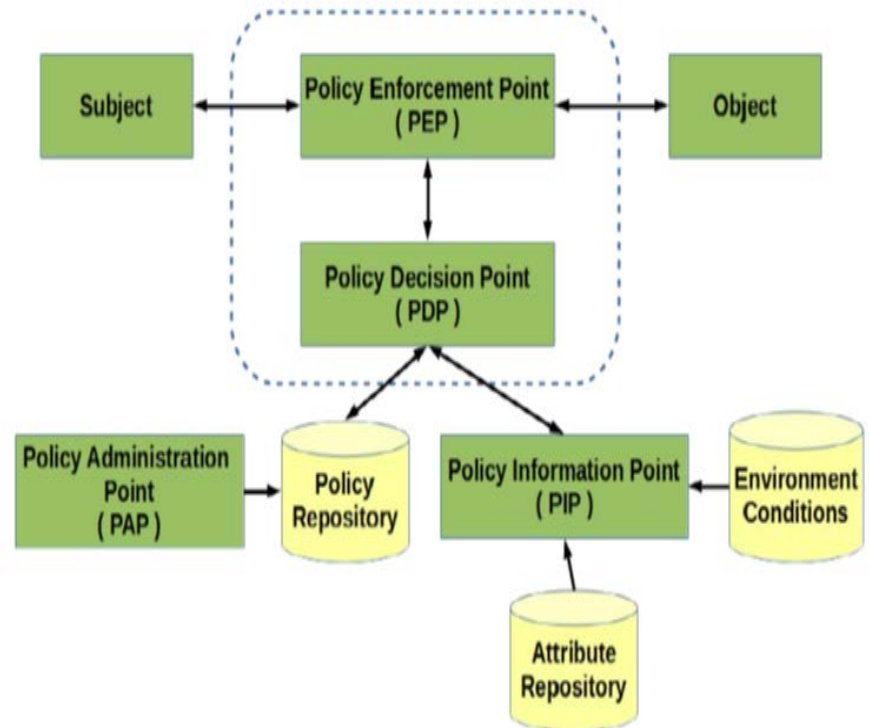 Subject
Policy Enforcement Point
( PEP )
Object
Policy Decision Point
( PDP )
Policy Administration
Point
( PAP )
Policy
Repository
Policy Information Point
( PIP )
Environment
Conditions
Attribute
Repository